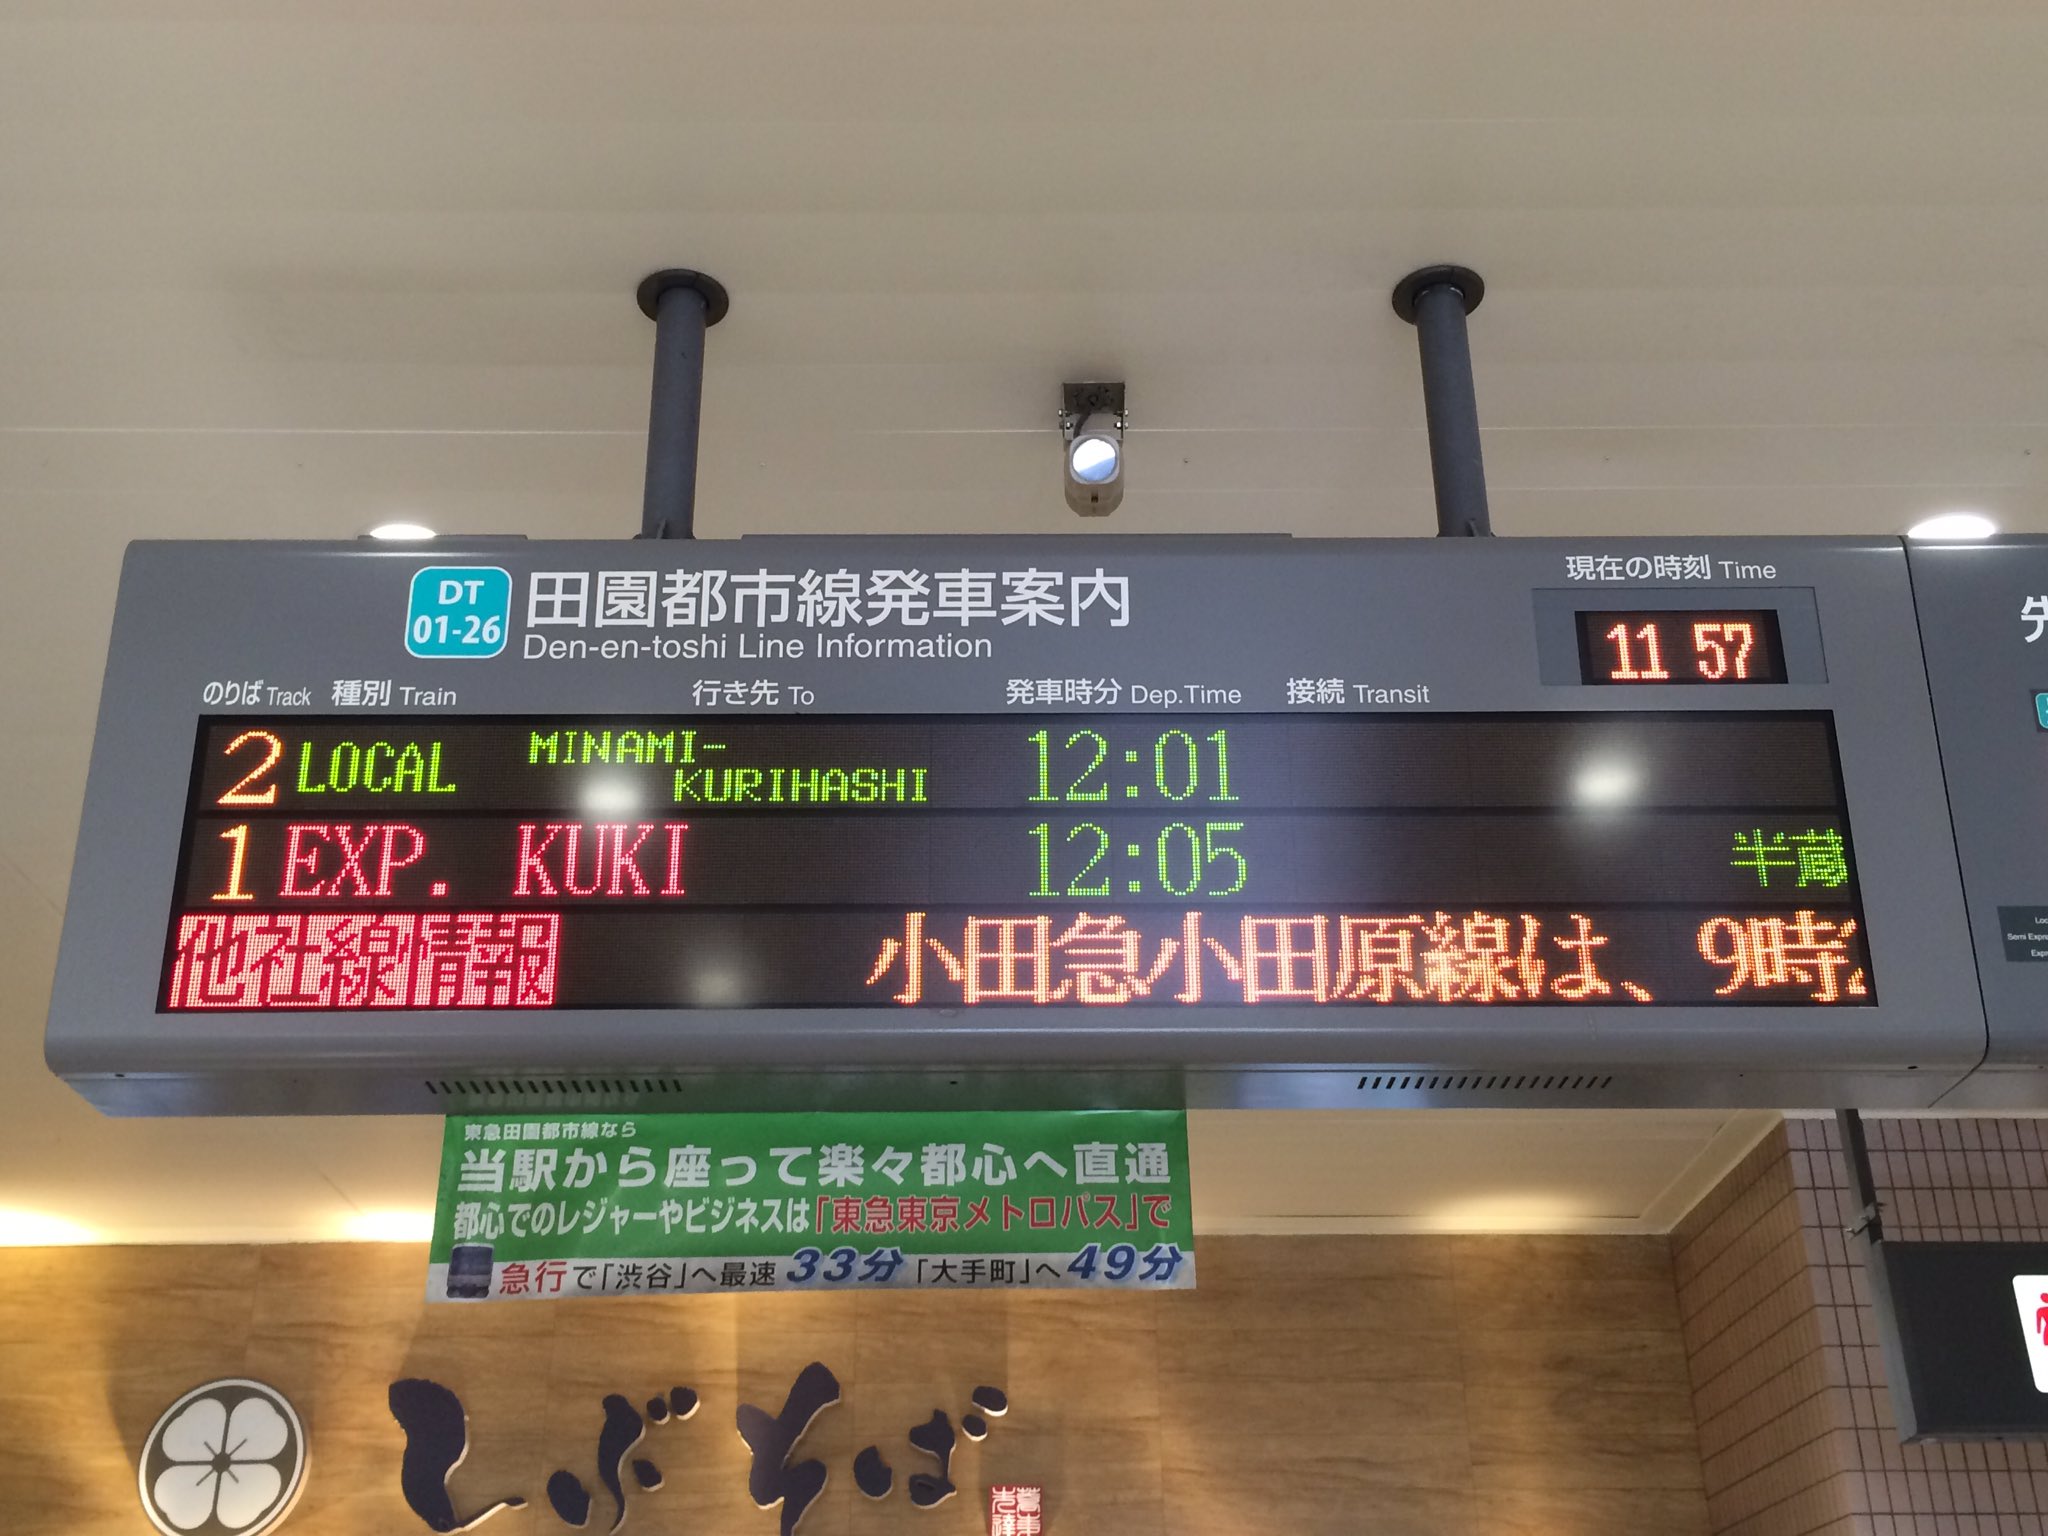 DT
01-26
田園都市線発車案内
Den-en-toshi Line Information
現在の時刻 Time
11 57
のりば Track 種別 Train 行き先 To 発車時分 Dep.Time 接続 Transit
2 LOCAL MINAMI-KURIHASHI 12:01
1 EXP. KUKI 12:05 半蔵
他社線情報 小田急小田原線は、9時
先
東急田園都市線なら
当駅から座って楽々都心へ直通
都心でのレジャーやビジネスは「東急東京メトロパス」で
急行で「渋谷」へ最速 33分 「大手町」へ 49分
しぶそば